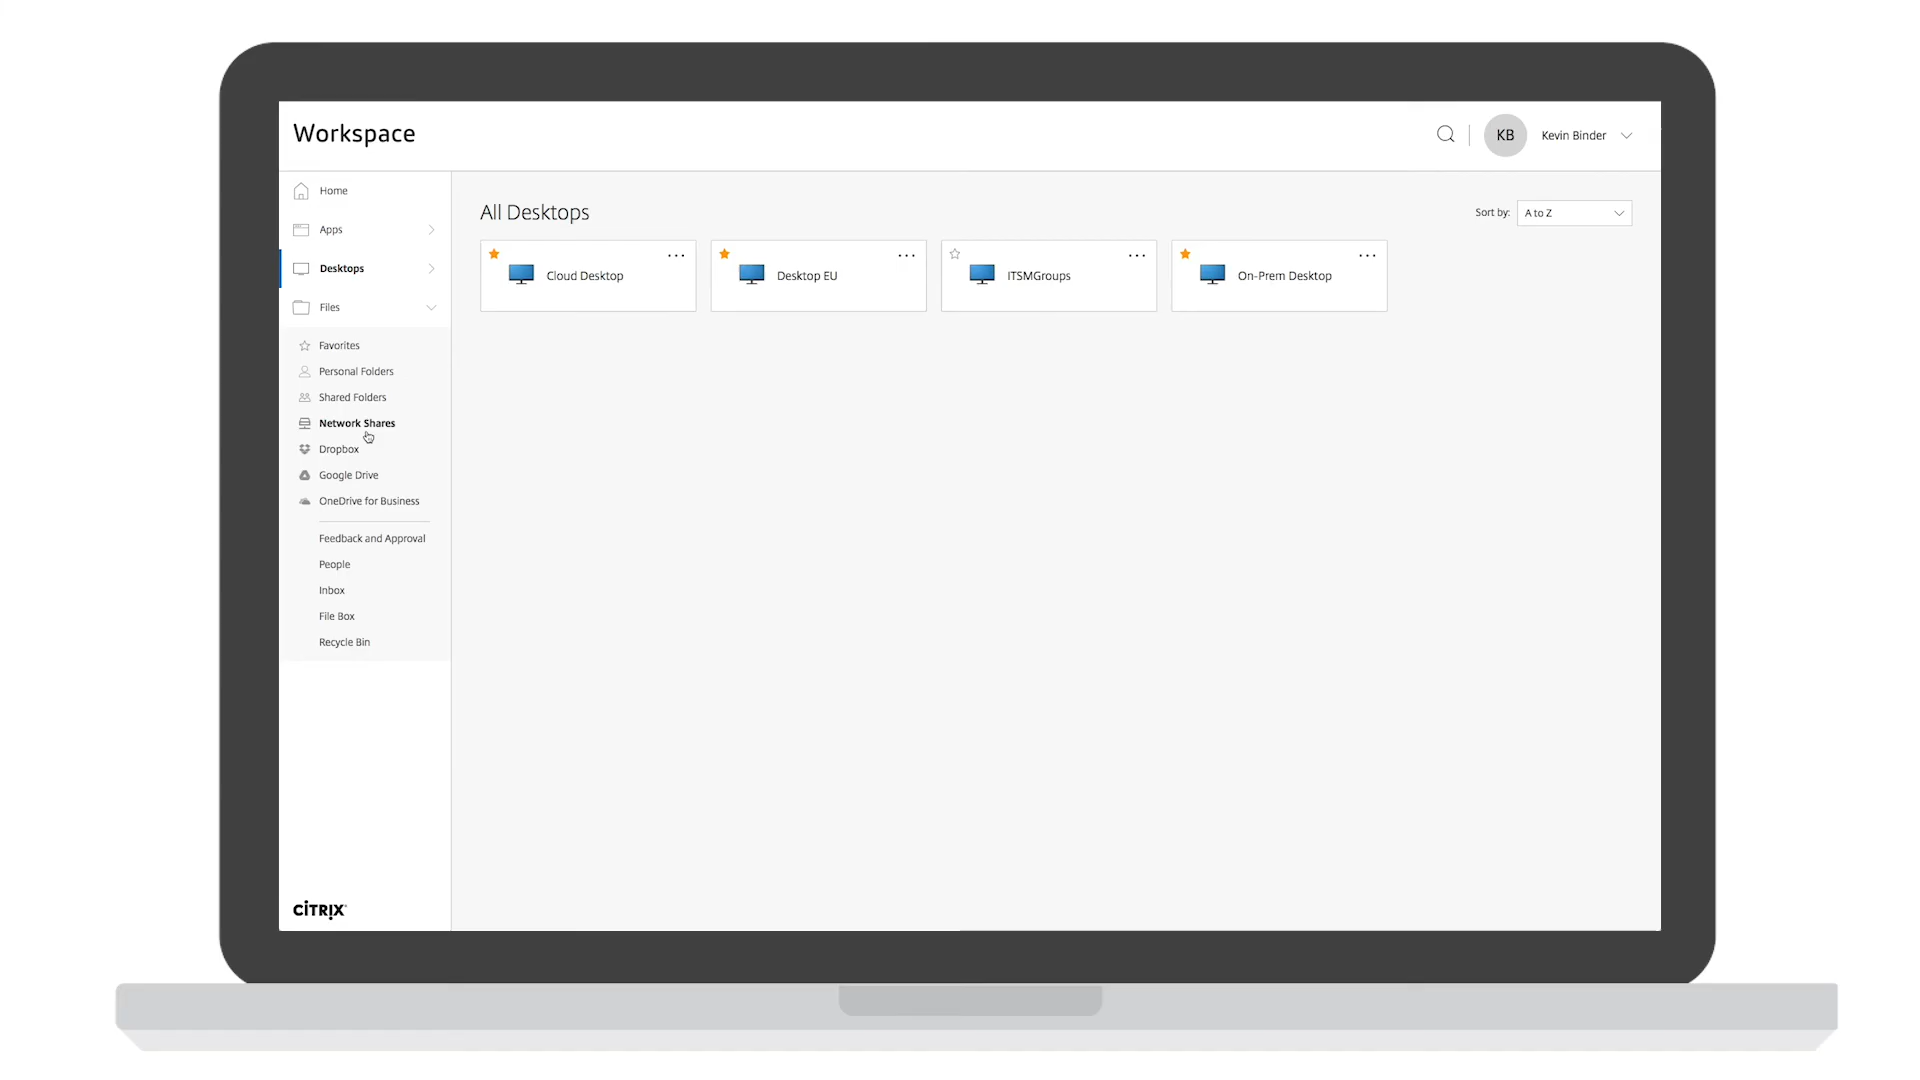 Workspace
KB
Kevin Binder
Home
Apps
Desktops
Files
Favorites
Personal Folders
Shared Folders
Network Shares
Dropbox
Google Drive
OneDrive for Business
Feedback and Approval
People
Inbox
File Box
Recycle Bin
CITRIX
All Desktops
Sort by: A to Z
Cloud Desktop
Desktop EU
ITSMGroups
On-Prem Desktop